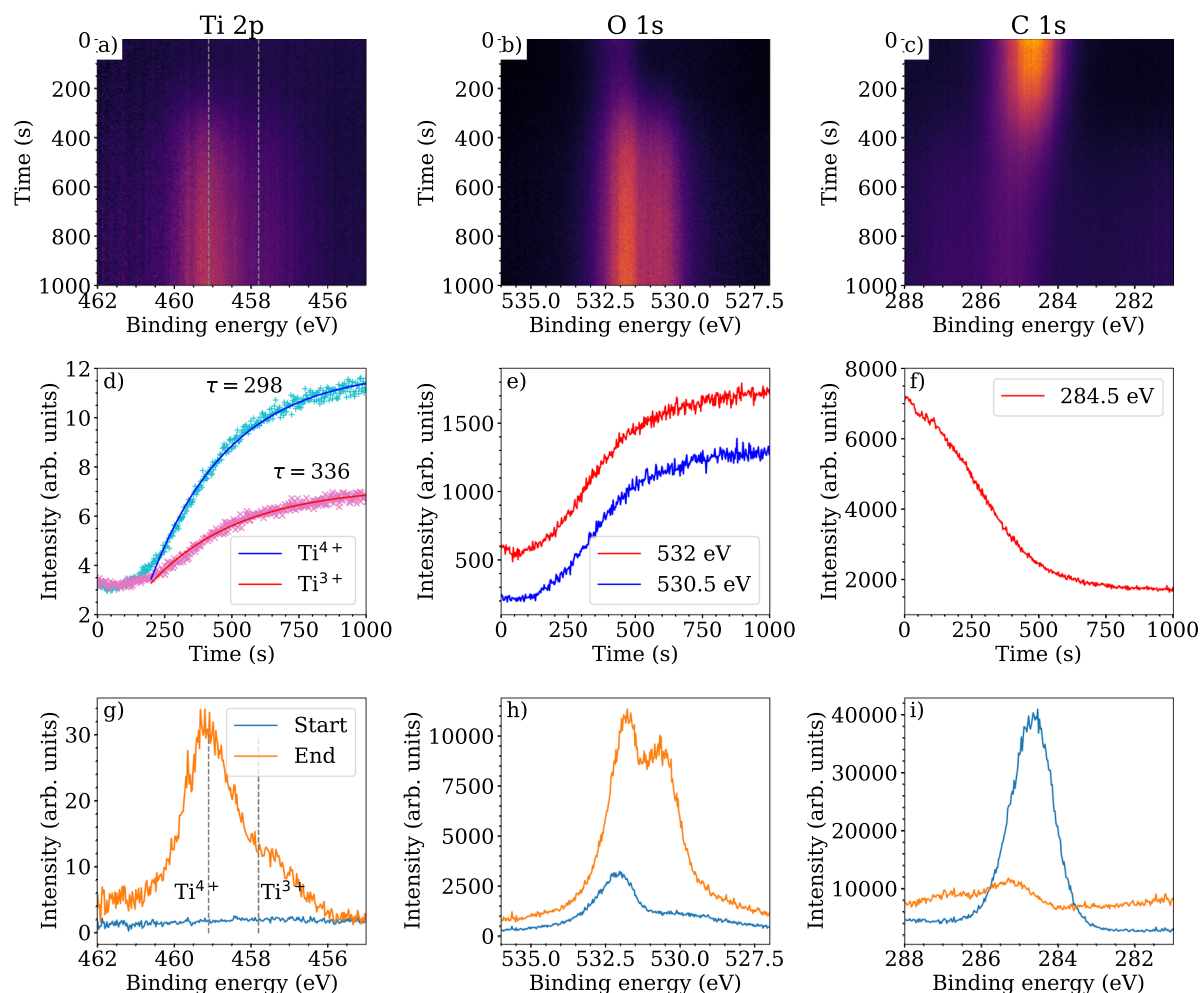 Ti 2p
O 1s
C 1s
a)
b)
c)
0
200
400
600
800
1000
Time (s)
462
460
458
456
Binding energy (eV)
0
200
400
600
800
1000
Time (s)
535.0
532.5
530.0
527.5
Binding energy (eV)
0
200
400
600
800
1000
Time (s)
288
286
284
282
Binding energy (eV)
d)
12
10
8
6
4
2
Intensity (arb. units)
τ = 298
τ = 336
Ti⁴⁺
Ti³⁺
0
250
500
750
1000
Time (s)
e)
1500
1000
500
Intensity (arb. units)
532 eV
530.5 eV
0
250
500
750
1000
Time (s)
f)
8000
6000
4000
2000
Intensity (arb. units)
284.5 eV
0
250
500
750
1000
Time (s)
g)
30
20
10
0
Intensity (arb. units)
Start
End
Ti⁴⁺
Ti³⁺
462
460
458
456
Binding energy (eV)
h)
10000
7500
5000
2500
0
Intensity (arb. units)
535.0
532.5
530.0
527.5
Binding energy (eV)
i)
40000
30000
20000
10000
Intensity (arb. units)
288
286
284
282
Binding energy (eV)